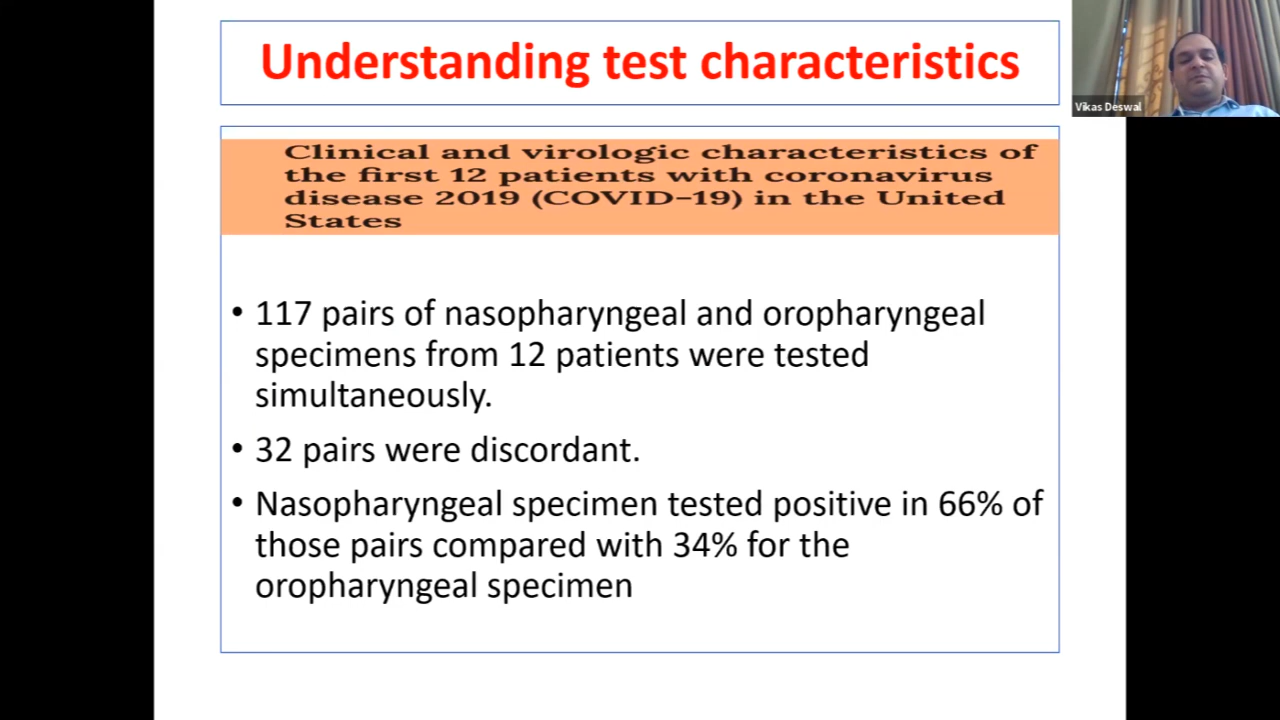 Understanding test characteristics
Vikas Deswal
Clinical and virologic characteristics of
the first 12 patients with coronavirus
disease 2019 (COVID-19) in the United
States
• 117 pairs of nasopharyngeal and oropharyngeal
specimens from 12 patients were tested
simultaneously.
• 32 pairs were discordant.
• Nasopharyngeal specimen tested positive in 66% of
those pairs compared with 34% for the
oropharyngeal specimen